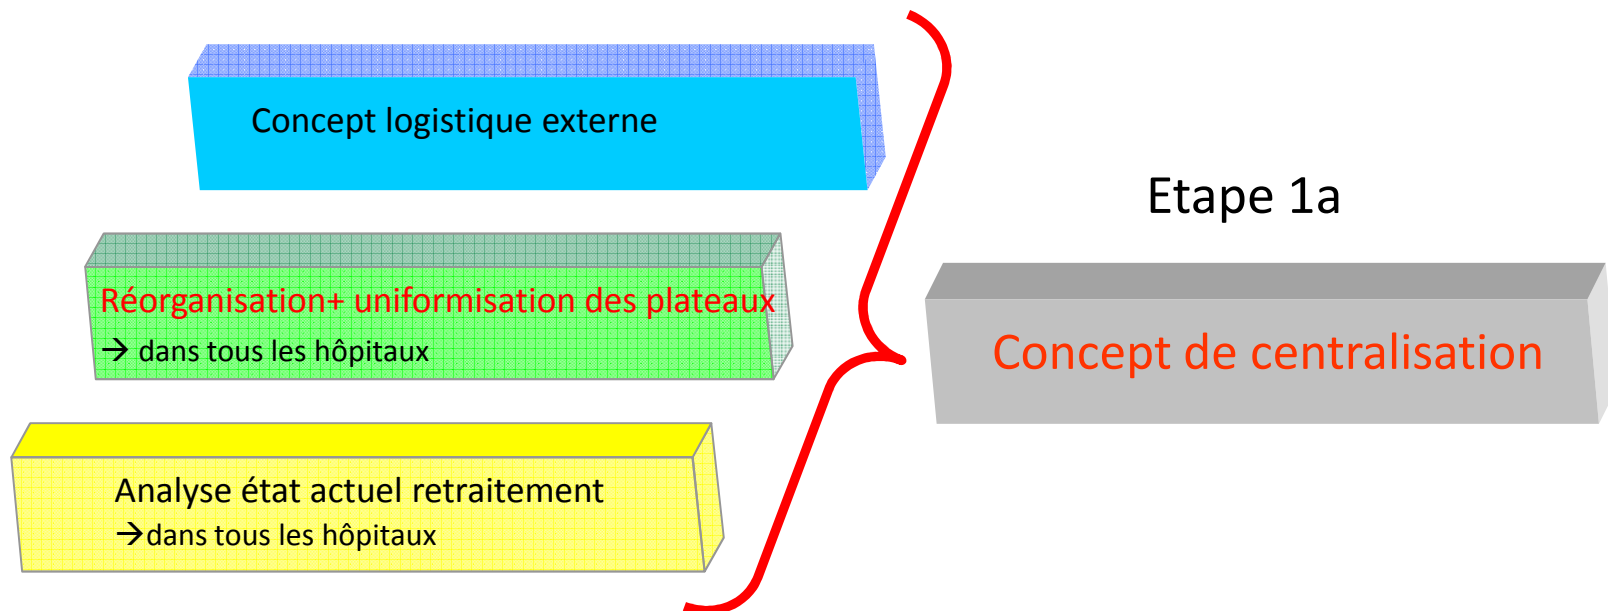 Concept logistique externe
Etape 1a
Réorganisation+ uniformisation des plateaux
→ dans tous les hôpitaux
Concept de centralisation
Analyse état actuel retraitement
→dans tous les hôpitaux